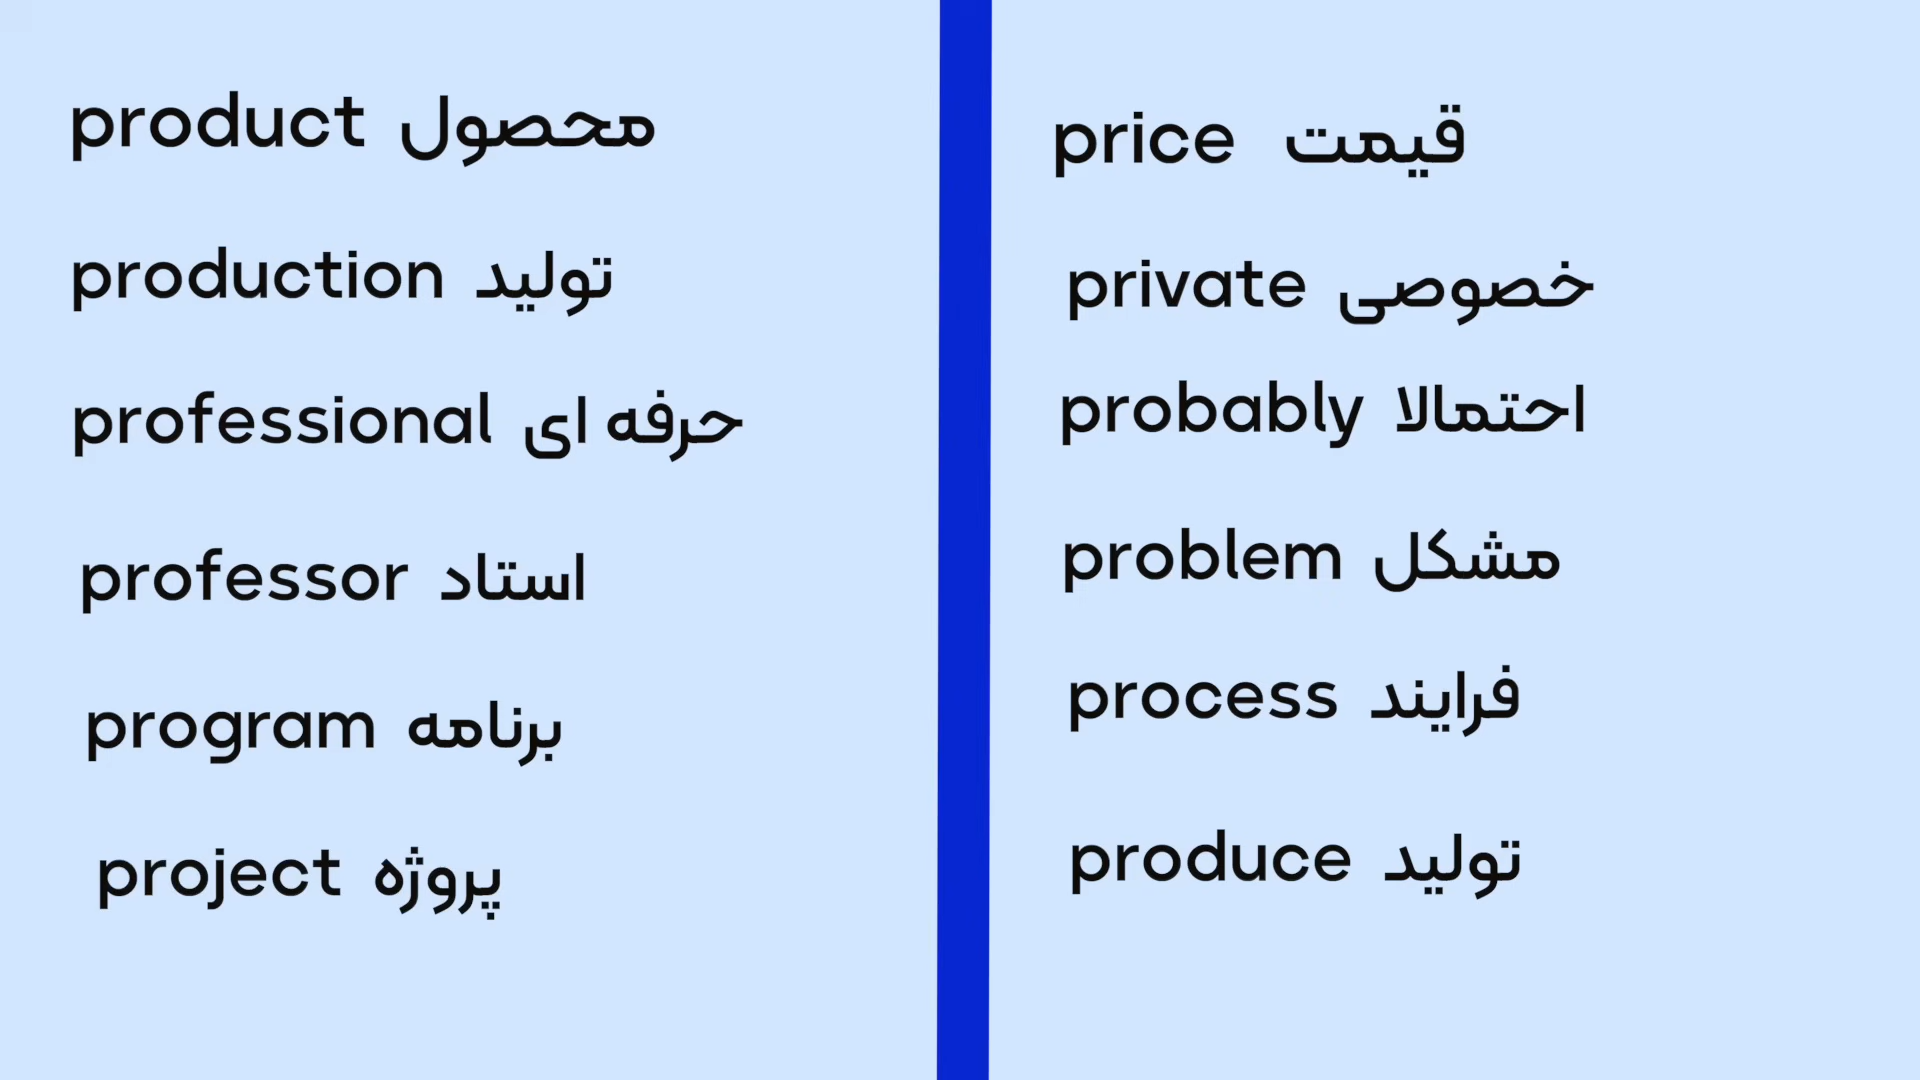 product محصول
production تولید
professional حرفه ای
professor استاد
program برنامه
project پروژه
price قیمت
private خصوصی
probably احتمالا
problem مشکل
process فرایند
produce تولید